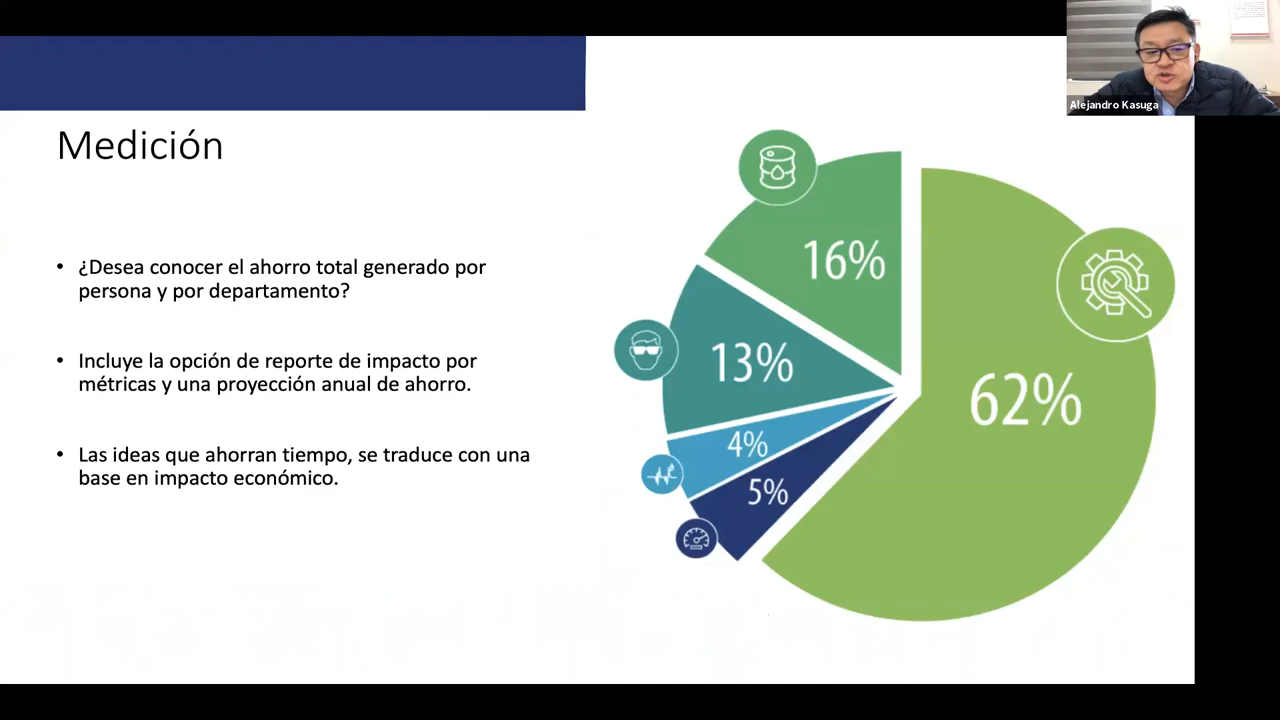 Alejandro Kasuga
Medición
• ¿Desea conocer el ahorro total generado por
persona y por departamento?
• Incluye la opción de reporte de impacto por
métricas y una proyección anual de ahorro.
• Las ideas que ahorran tiempo, se traduce con una
base en impacto económico.
16%
13%
4%
5%
62%